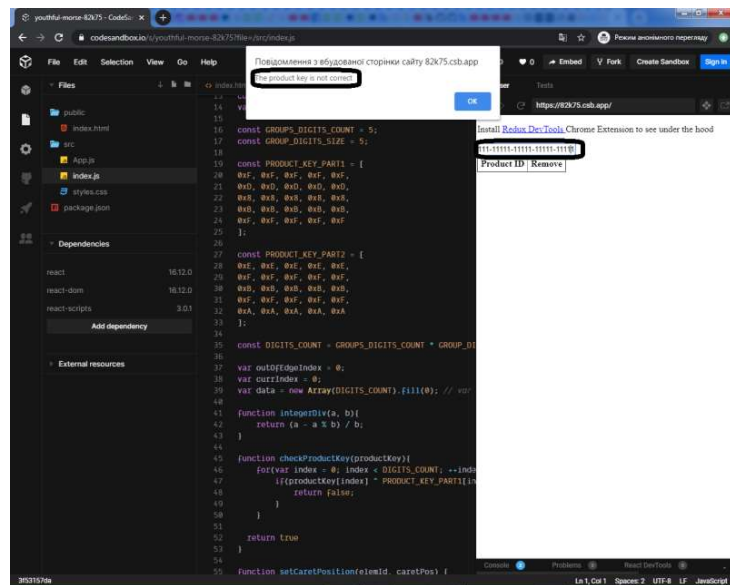 youthful-morse-82k75 - CodeSa
codesandbox.io/s/youthful-morse-82k75?file=/src/index.js
Режим анонімного перегляду
File Edit Selection View Go Help
0
Embed
Fork
Create Sandbox
Sign in
Повідомлення з вбудованої сторінки сайту 82k75.csb.app
The product key is not correct
OK
Files
public
index.html
src
App.js
index.js
styles.css
package.json
Dependencies
react 16.12.0
react-dom 16.12.0
react-scripts 3.0.1
Add dependency
External resources
14 va
15
16 const GROUPS_DIGITS_COUNT = 5;
17 const GROUP_DIGITS_SIZE = 5;
18
19 const PRODUCT_KEY_PART1 = [
20 0xF, 0xF, 0xF, 0xF, 0xF,
21 0xD, 0xD, 0xD, 0xD, 0xD,
22 0x8, 0x8, 0x8, 0x8, 0x8,
23 0xB, 0xB, 0xB, 0xB, 0xB,
24 0xF, 0xF, 0xF, 0xF, 0xF
25 ];
26
27 const PRODUCT_KEY_PART2 = [
28 0xE, 0xE, 0xE, 0xE, 0xE,
29 0xF, 0xF, 0xF, 0xF, 0xF,
30 0xB, 0xB, 0xB, 0xB, 0xB,
31 0xF, 0xF, 0xF, 0xF, 0xF,
32 0xA, 0xA, 0xA, 0xA, 0xA
33 ];
34
35 const DIGITS_COUNT = GROUPS_DIGITS_COUNT * GROUP_DI
36
37 var outOfEdgeIndex = 0;
38 var currIndex = 0;
39 var data = new Array(DIGITS_COUNT).fill(0); // var
40
41 function integerDiv(a, b){
42 return (a - a % b) / b;
43 }
44
45 function checkProductKey(productKey){
46 for(var index = 0; index < DIGITS_COUNT; ++inde
47 if(productKey[index] ^ PRODUCT_KEY_PART1[in
48 return false;
49 }
50 }
51
52 return true
53 }
54
55 function setCaretPosition(elemId, caretPos) {
Tests
https://82k75.csb.app/
Install Redux DevTools Chrome Extension to see under the hood
111-11111-11111-11111-11111
Product ID Remove
Console Problems React DevTools
3f53157da
Ln 1, Col 1 Spaces: 2 UTF-8 LF JavaScript